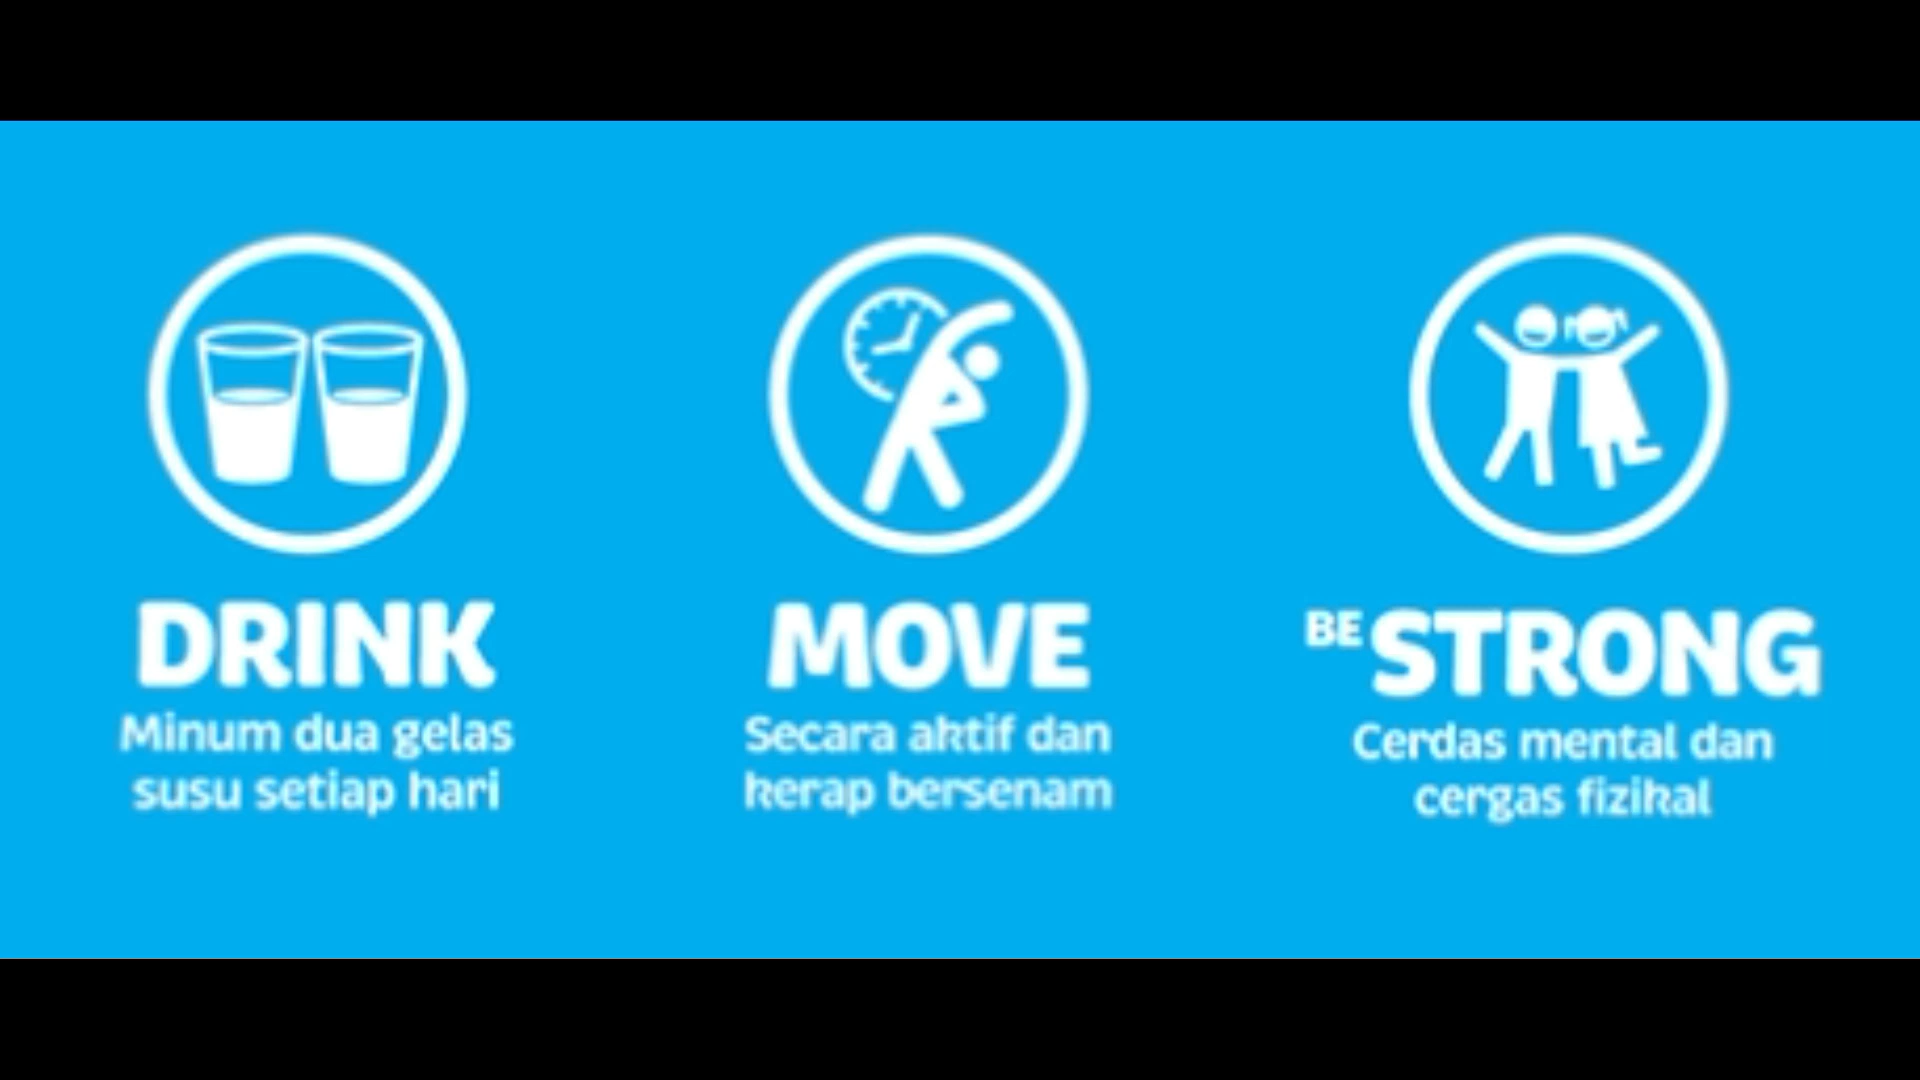 DRINK
Minum dua gelas
susu setiap hari
MOVE
Secara aktif dan
kerap bersenam
BE STRONG
Cerdas mental dan
cergas fizikal